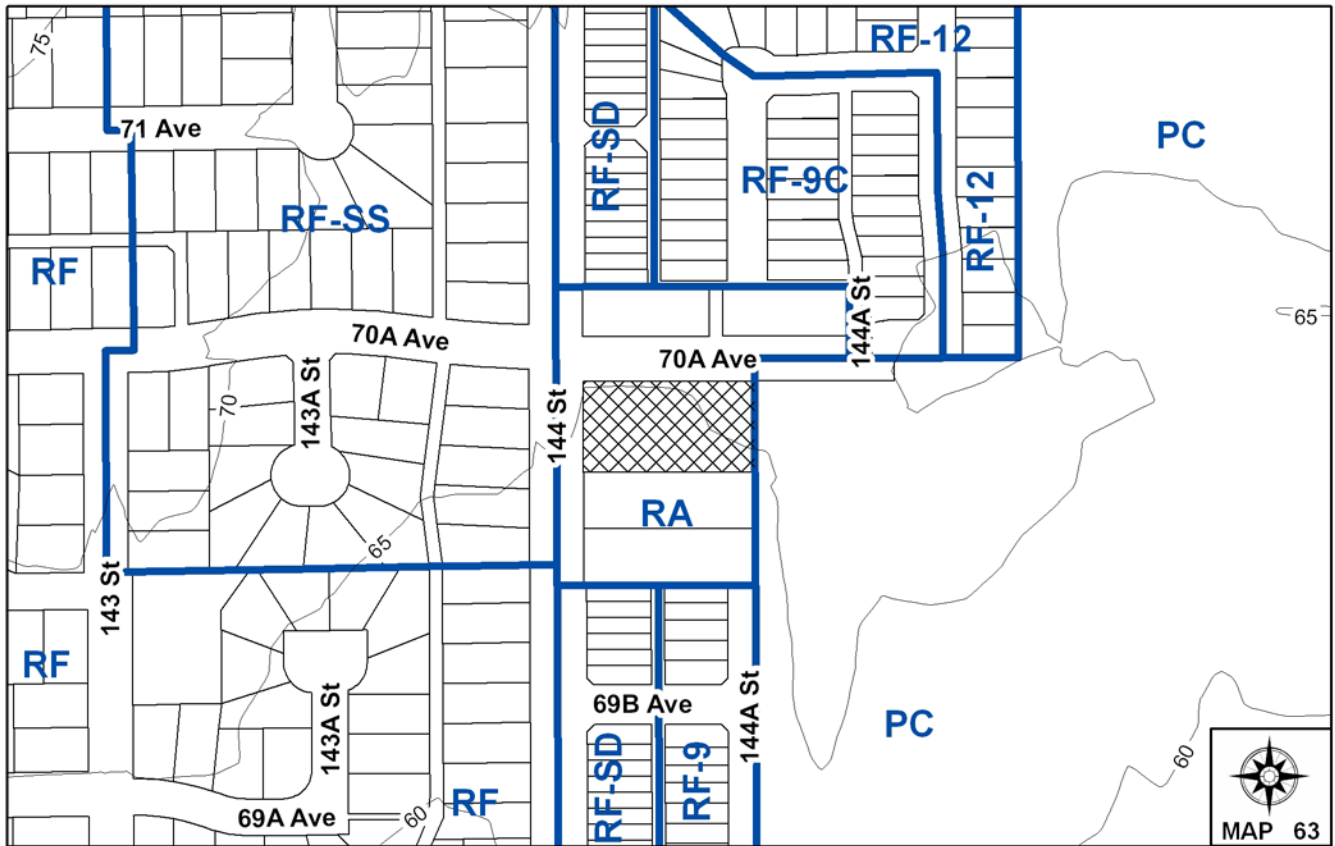 75
71 Ave
RF-SS
RF
RF-SD
RF-12
RF-9C
RF-12
PC
65
144A St
70A Ave
70A Ave
143A St
70
144 St
RA
65
143 St
RF
143A St
69A Ave
60
RF
69B Ave
144A St
RF-SD
RF-9
PC
60
MAP 63